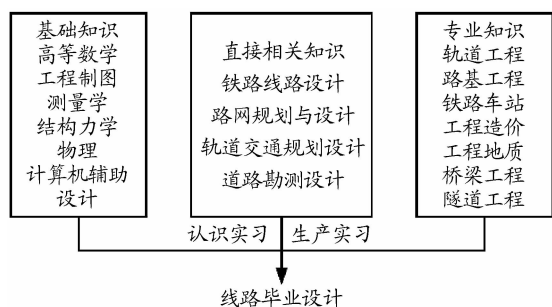 基础知识
高等数学
工程制图
测量学
结构力学
物理
计算机辅助
设计
直接相关知识
铁路线路设计
路网规划与设计
轨道交通规划设计
道路勘测设计
专业知识
轨道工程
路基工程
铁路车站
工程造价
工程地质
桥梁工程
隧道工程
认识实习
生产实习
线路毕业设计